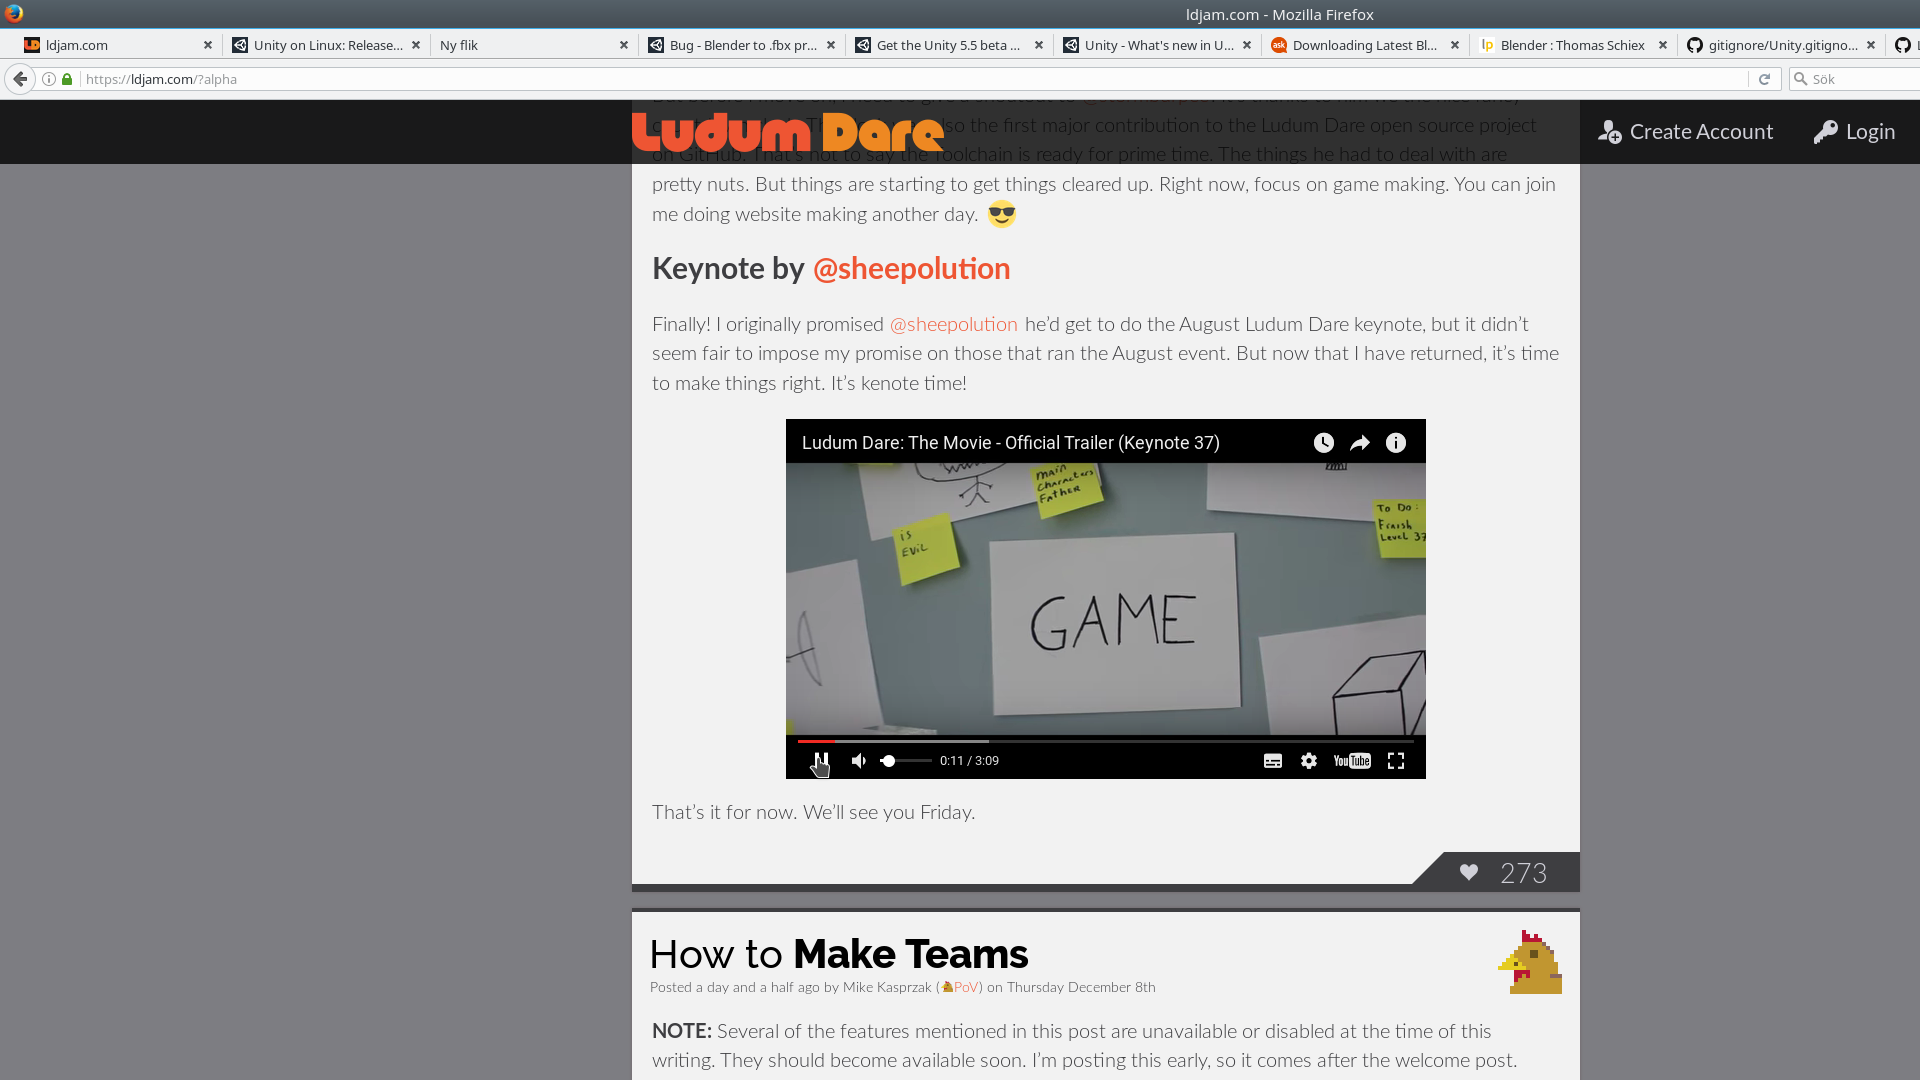 ldjam.com - Mozilla Firefox
ldjam.com
Unity on Linux: Release...
Ny flik
Bug - Blender to .fbx pr...
Get the Unity 5.5 beta ...
Unity - What's new in U...
Downloading Latest Bl...
Blender : Thomas Schiex
gitignore/Unity.gitigno...
https://ldjam.com/?alpha
Sök
Ludum Dare
Create Account
Login
also the first major contribution to the Ludum Dare open source project
on GitHub. That's not to say the Toolchain is ready for prime time. The things he had to deal with are
pretty nuts. But things are starting to get things cleared up. Right now, focus on game making. You can join
me doing website making another day.
Keynote by @sheepolution
Finally! I originally promised @sheepolution he'd get to do the August Ludum Dare keynote, but it didn't
seem fair to impose my promise on those that ran the August event. But now that I have returned, it's time
to make things right. It's kenote time!
Ludum Dare: The Movie - Official Trailer (Keynote 37)
main
Characters
Father
is
EviL
To Do:
Finish
Level 37
GAME
0:11 / 3:09
YouTube
That's it for now. We'll see you Friday.
273
How to Make Teams
Posted a day and a half ago by Mike Kasprzak (PoV) on Thursday December 8th
NOTE: Several of the features mentioned in this post are unavailable or disabled at the time of this
writing. They should become available soon. I'm posting this early, so it comes after the welcome post.